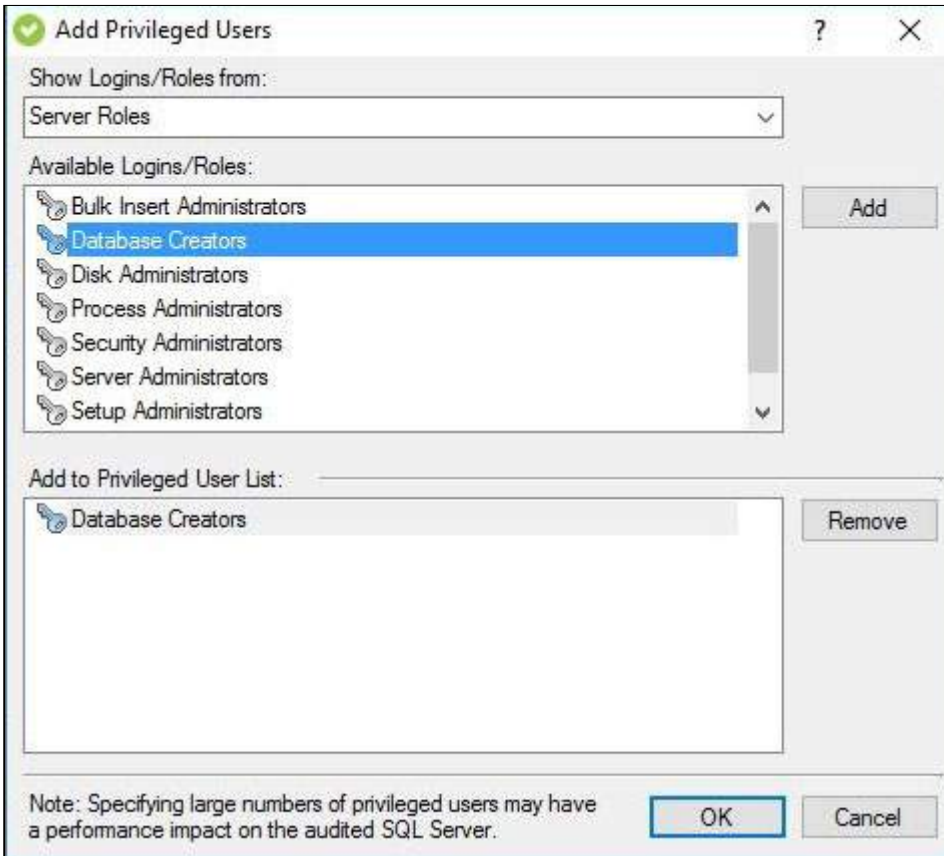 Add Privileged Users
?
Show Logins/Roles from:
Server Roles
Available Logins/Roles:
Bulk Insert Administrators
Add
Database Creators
Disk Administrators
Process Administrators
Security Administrators
Server Administrators
Setup Administrators
Add to Privileged User List:
Database Creators
Remove
Note: Specifying large numbers of privileged users may have
a performance impact on the audited SQL Server.
OK
Cancel